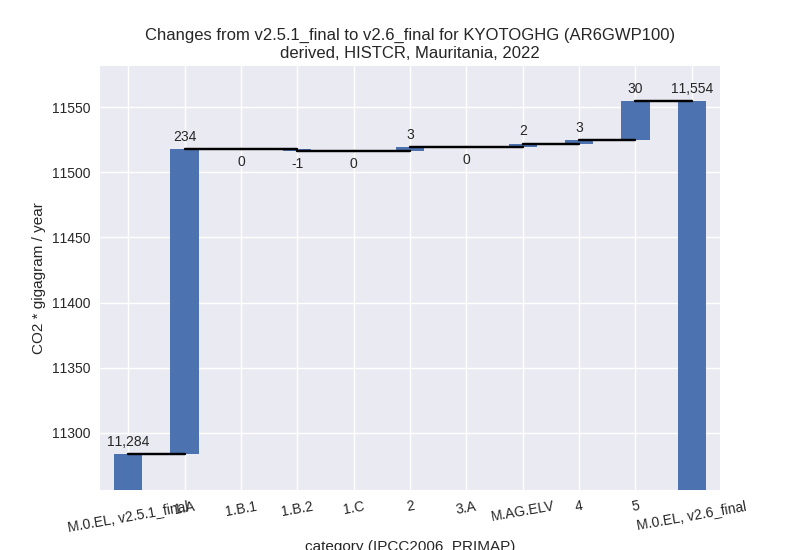 Changes from v2.5.1_final to v2.6_final for KYOTOGHG (AR6GWP100)
derived, HISTCR, Mauritania, 2022
CO2 * gigagram / year
11550
11500
11450
11400
11350
11300
11,284
234
0
-1
0
3
0
2
3
30
11,554
M.0.EL, v2.5.1_final
1.A
1.B.1
1.B.2
1.C
2
3.A
M.AG.ELV
4
5
M.0.EL, v2.6_final
category (IPCC2006_PRIMAP)